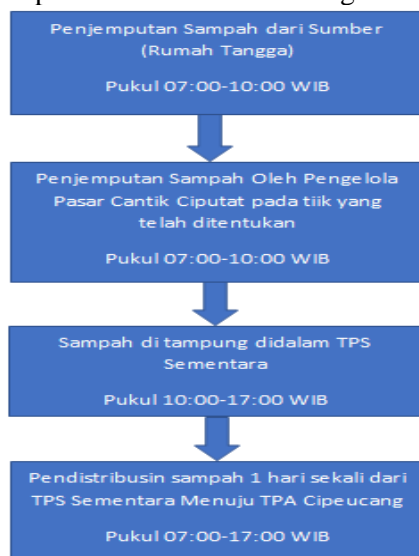 Penjemputan Sampah dari Sumber
(Rumah Tangga)
Pukul 07:00-10:00 WIB
Penjemputan Sampah Oleh Pengelola
Pasar Cantik Ciputat pada tiik yang
telah ditentukan
Pukul 07:00-10:00 WIB
Sampah di tampung didalam TPS
Sementara
Pukul 10:00-17:00 WIB
Pendistribusin sampah 1 hari sekali dari
TPS Sementara Menuju TPA Cipeucang
Pukul 07:00-17:00 WIB